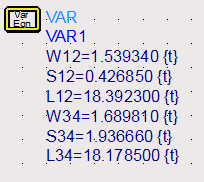 Var
Eqn
VAR
VAR1
W12=1.539340 {t}
S12=0.426850 {t}
L12=18.392300 {t}
W34=1.689810 {t}
S34=1.936660 {t}
L34=18.178500 {t}